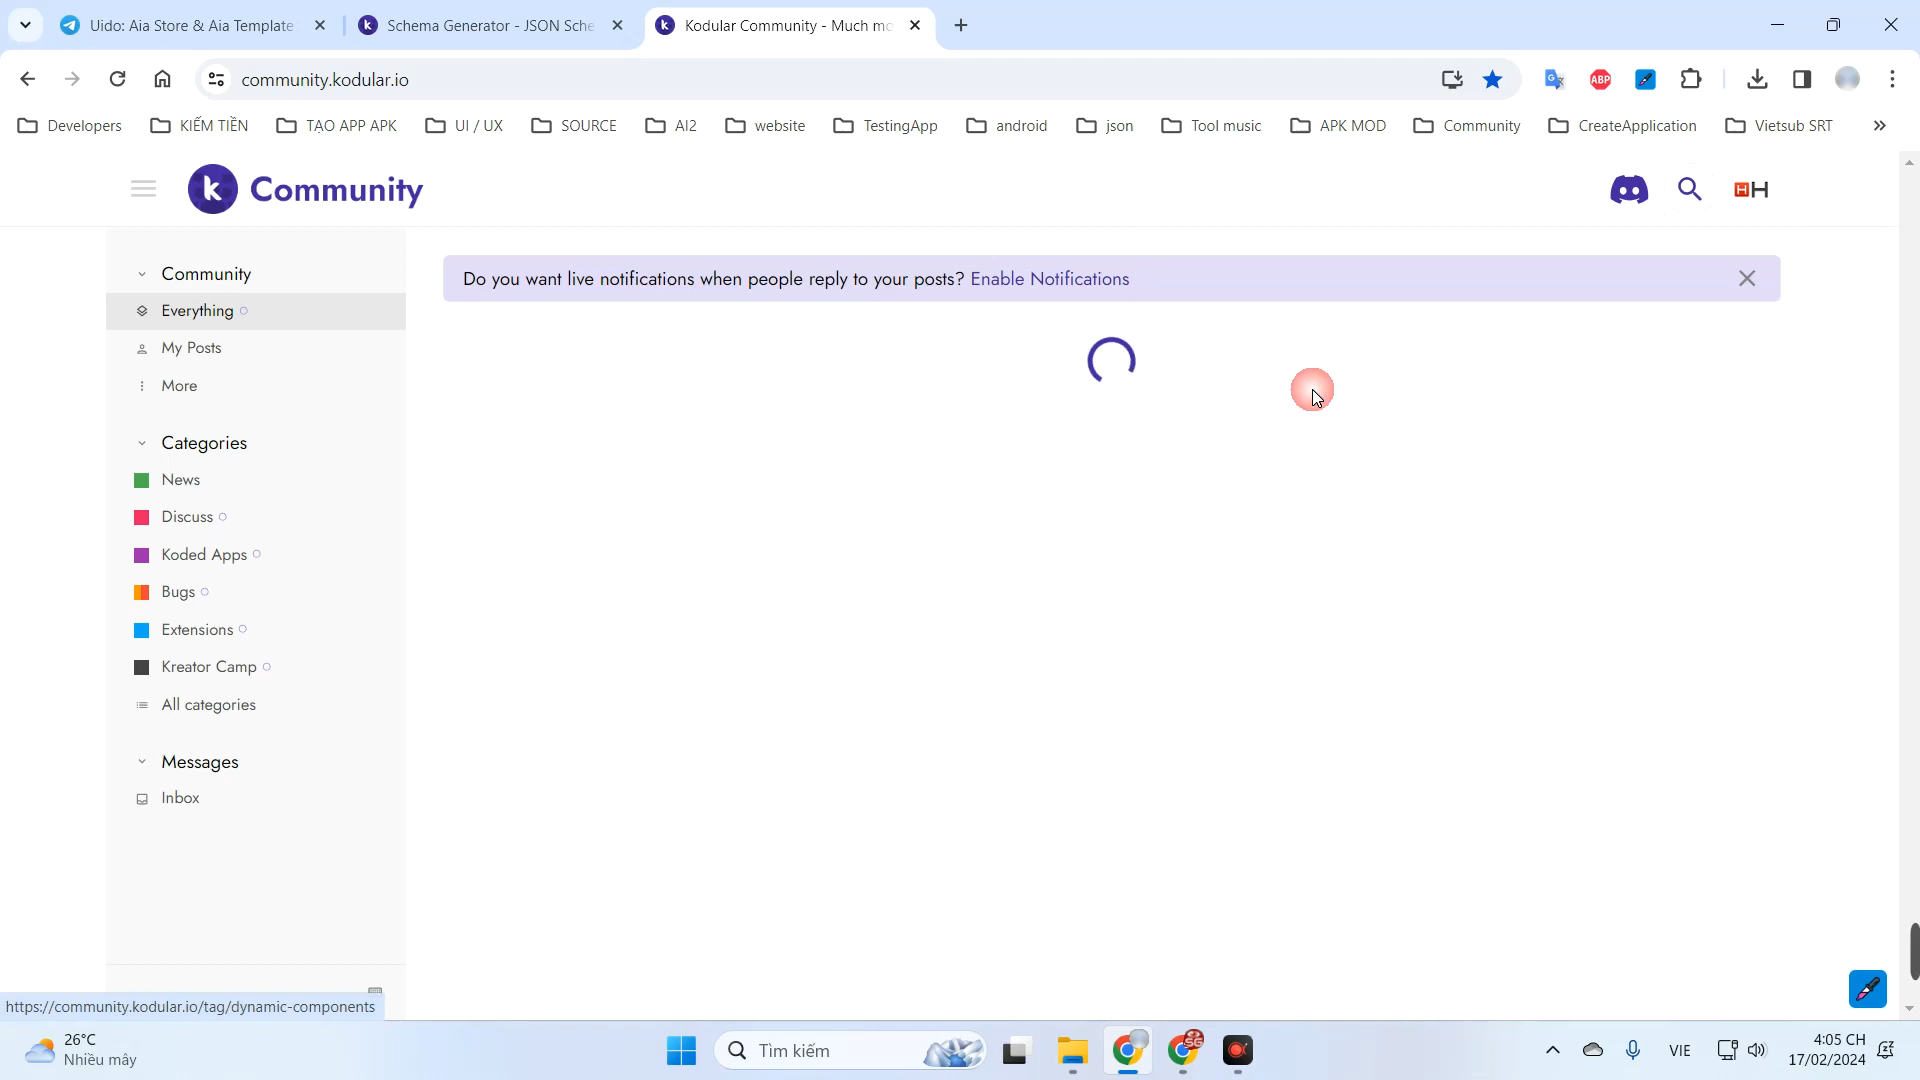 Uido: Aia Store & Aia Template
Schema Generator - JSON Sche
Kodular Community - Much mo
community.kodular.io
ABP
Developers
KIẾM TIỀN
TẠO APP APK
UI / UX
SOURCE
AI2
website
TestingApp
android
json
Tool music
APK MOD
Community
CreateApplication
Vietsub SRT
»
k Community
H H
Community
Everything
My Posts
More
Categories
News
Discuss
Koded Apps
Bugs
Extensions
Kreator Camp
All categories
Messages
Inbox
Do you want live notifications when people reply to your posts? Enable Notifications
https://community.kodular.io/tag/dynamic-components
26°C
Nhiều mây
Tìm kiếm
SG
VIE
4:05 CH
17/02/2024